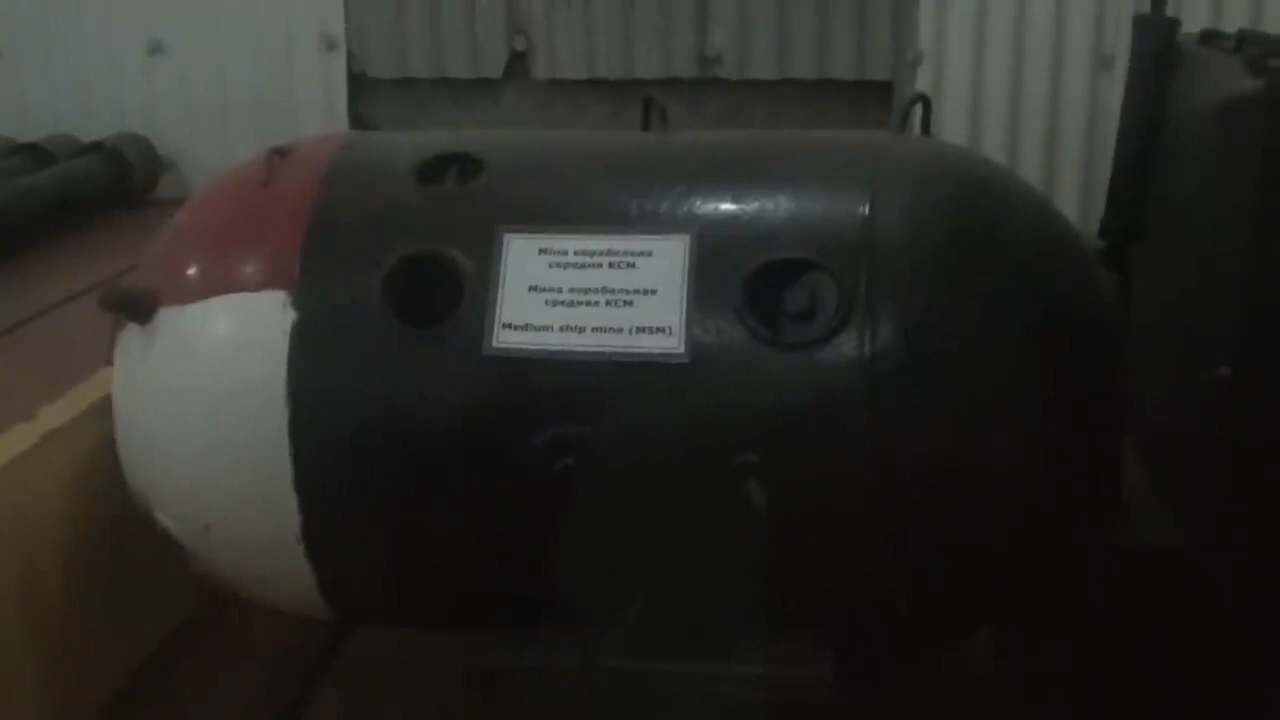 Міна корабельна
середня КСМ.
Мина корабельная
средняя КСМ
Medium ship mine (MSM)